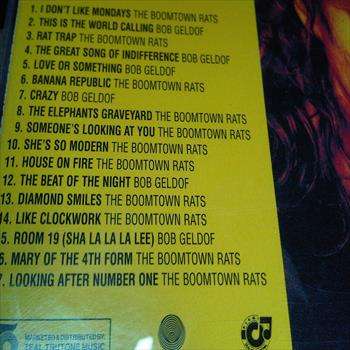 1. I DON'T LIKE MONDAYS THE BOOMTOWN RATS
2. THIS IS THE WORLD CALLING BOB GELDOF
3. RAT TRAP THE BOOMTOWN RATS
4. THE GREAT SONG OF INDIFFERENCE BOB GELDOF
5. LOVE OR SOMETHING BOB GELDOF
6. BANANA REPUBLIC THE BOOMTOWN RATS
7. CRAZY BOB GELDOF
8. THE ELEPHANTS GRAVEYARD THE BOOMTOWN RATS
9. SOMEONE'S LOOKING AT YOU THE BOOMTOWN RATS
10. SHE'S SO MODERN THE BOOMTOWN RATS
11. HOUSE ON FIRE THE BOOMTOWN RATS
12. THE BEAT OF THE NIGHT BOB GELDOF
13. DIAMOND SMILES THE BOOMTOWN RATS
14. LIKE CLOCKWORK THE BOOMTOWN RATS
5. ROOM 19 (SHA LA LA LA LEE) BOB GELDOF
6. MARY OF THE 4TH FORM THE BOOMTOWN RATS
7. LOOKING AFTER NUMBER ONE THE BOOMTOWN RATS
MARKETED & DISTRIBUTED BY
MUSIC